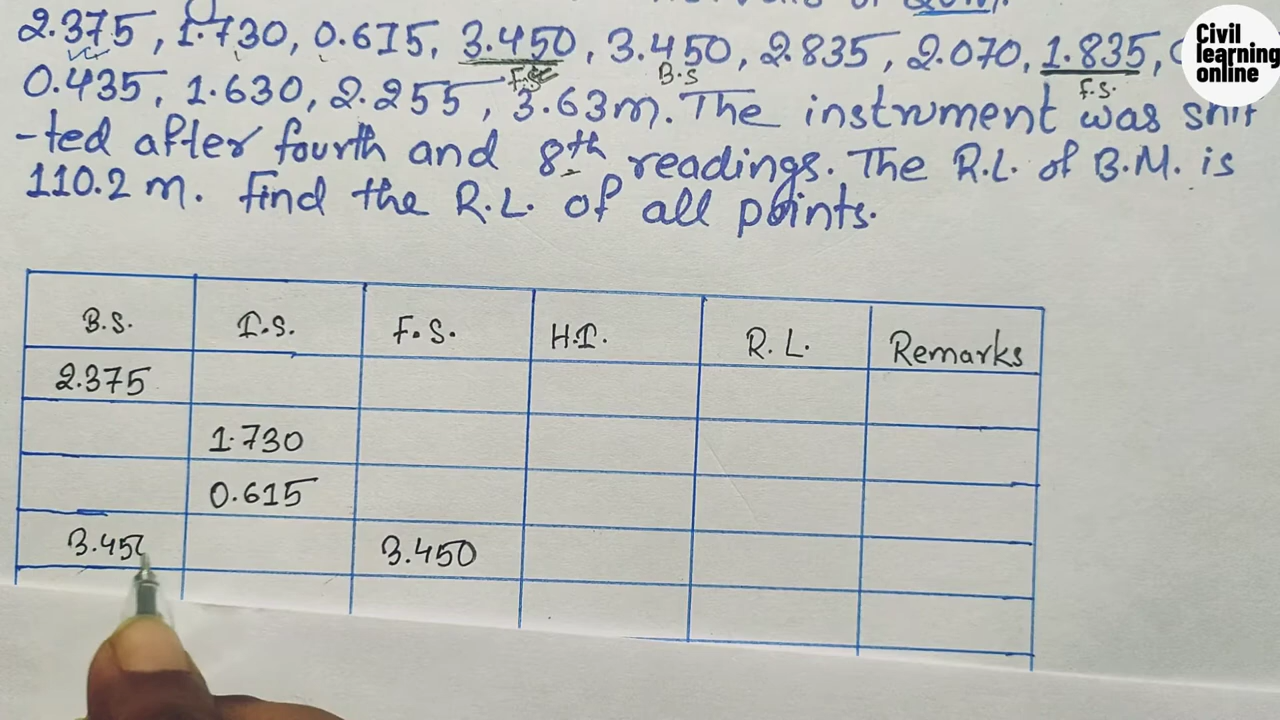 2.375, 1.730, 0.615, 3.450, 3.450, 2.835, 2.070, 1.835,
F.S. B.S F.S.
0.435, 1.630, 2.255, 3.63m. The instrument was shif
-ted after fourth and 8th readings. The R.L. of B.M. is
110.2 m. find the R.L. of all points.
Civil
learning
online
B.S. I.S. F.S. H.I. R.L. Remarks
2.375
1.730
0.615
3.450 3.450